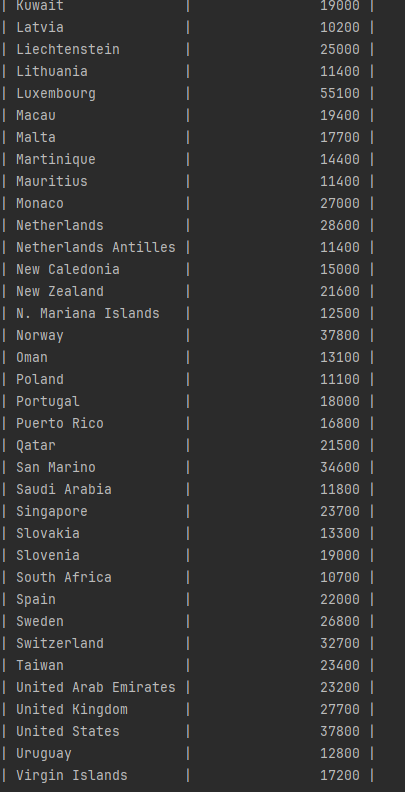 | Kuwait | 19000 |
| Latvia | 10200 |
| Liechtenstein | 25000 |
| Lithuania | 11400 |
| Luxembourg | 55100 |
| Macau | 19400 |
| Malta | 17700 |
| Martinique | 14400 |
| Mauritius | 11400 |
| Monaco | 27000 |
| Netherlands | 28600 |
| Netherlands Antilles | 11400 |
| New Caledonia | 15000 |
| New Zealand | 21600 |
| N. Mariana Islands | 12500 |
| Norway | 37800 |
| Oman | 13100 |
| Poland | 11100 |
| Portugal | 18000 |
| Puerto Rico | 16800 |
| Qatar | 21500 |
| San Marino | 34600 |
| Saudi Arabia | 11800 |
| Singapore | 23700 |
| Slovakia | 13300 |
| Slovenia | 19000 |
| South Africa | 10700 |
| Spain | 22000 |
| Sweden | 26800 |
| Switzerland | 32700 |
| Taiwan | 23400 |
| United Arab Emirates | 23200 |
| United Kingdom | 27700 |
| United States | 37800 |
| Uruguay | 12800 |
| Virgin Islands | 17200 |